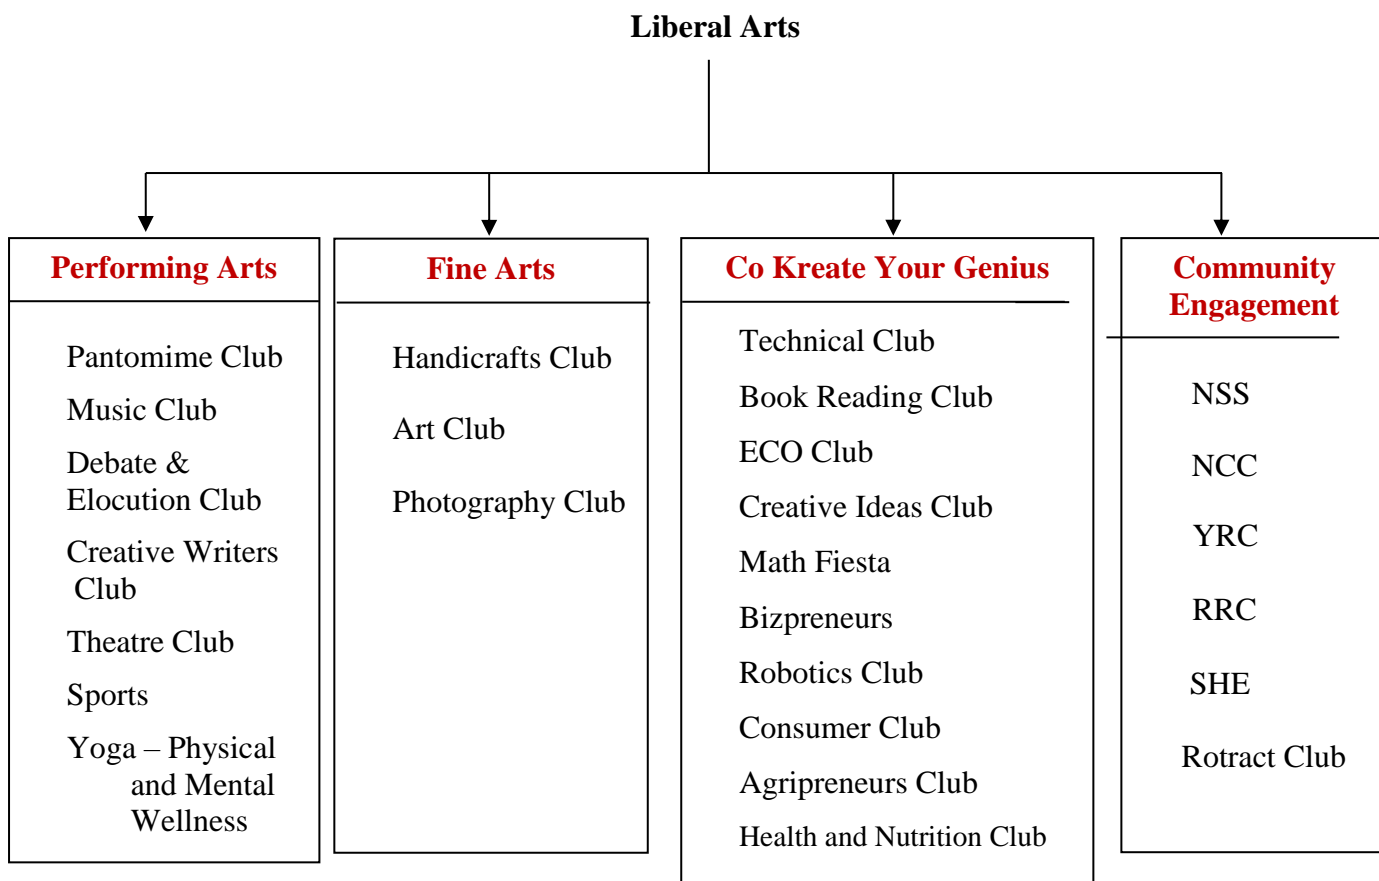 Liberal Arts
Performing Arts
Pantomime Club
Music Club
Debate &
Elocution Club
Creative Writers
Club
Theatre Club
Sports
Yoga – Physical
and Mental
Wellness
Fine Arts
Handicrafts Club
Art Club
Photography Club
Co Kreate Your Genius
Technical Club
Book Reading Club
ECO Club
Creative Ideas Club
Math Fiesta
Bizpreneurs
Robotics Club
Consumer Club
Agripreneurs Club
Health and Nutrition Club
Community
Engagement
NSS
NCC
YRC
RRC
SHE
Rotract Club